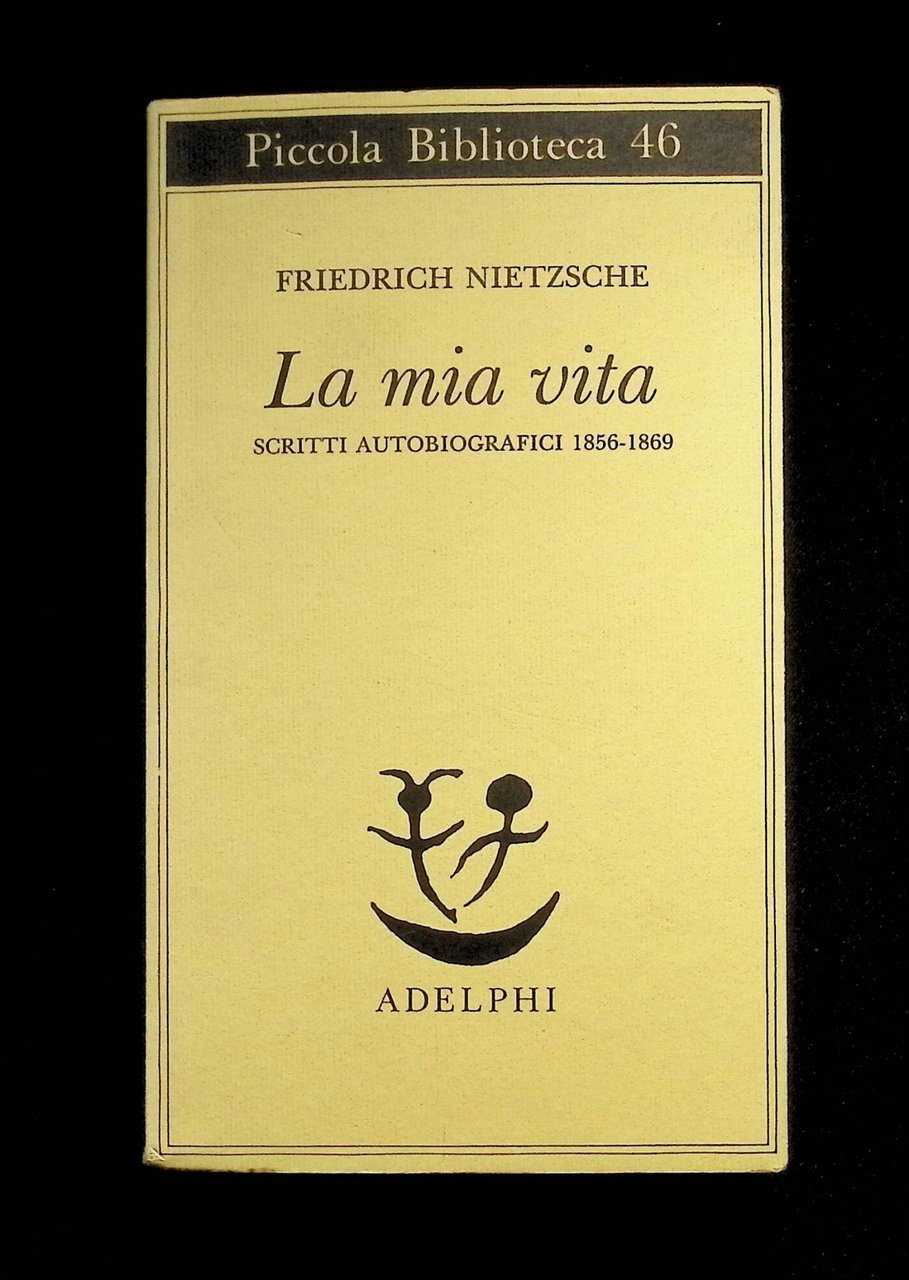 Piccola Biblioteca 46
FRIEDRICH NIETZSCHE
La mia vita
SCRITTI AUTOBIOGRAFICI 1856-1869
ADELPHI